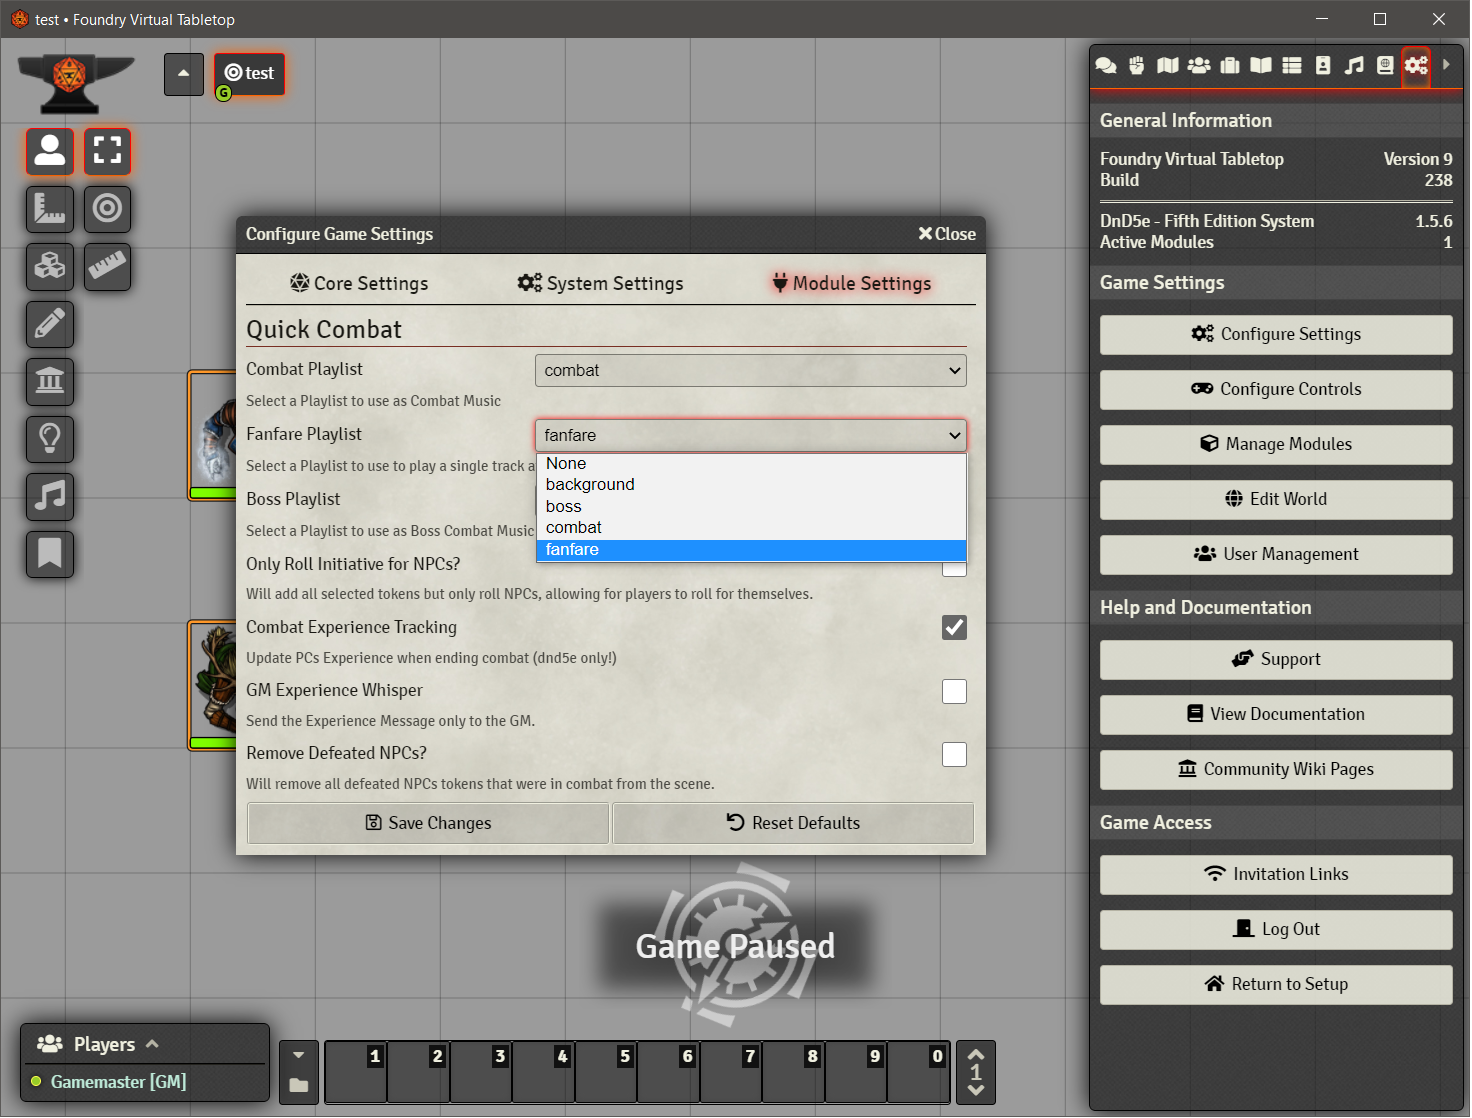 test • Foundry Virtual Tabletop
test
G
Configure Game Settings
Close
Core Settings
System Settings
Module Settings
Quick Combat
Combat Playlist
combat
Select a Playlist to use as Combat Music
Fanfare Playlist
fanfare
Select a Playlist to use to play a single track a
None
background
boss
combat
fanfare
Boss Playlist
Select a Playlist to use as Boss Combat Music
Only Roll Initiative for NPCs?
Will add all selected tokens but only roll NPCs, allowing for players to roll for themselves.
Combat Experience Tracking
Update PCs Experience when ending combat (dnd5e only!)
GM Experience Whisper
Send the Experience Message only to the GM.
Remove Defeated NPCs?
Will remove all defeated NPCs tokens that were in combat from the scene.
Save Changes
Reset Defaults
Game Paused
Players
Gamemaster [GM]
1 2 3 4 5 6 7 8 9 0
1
General Information
Foundry Virtual Tabletop Version 9
Build 238
DnD5e - Fifth Edition System 1.5.6
Active Modules 1
Game Settings
Configure Settings
Configure Controls
Manage Modules
Edit World
User Management
Help and Documentation
Support
View Documentation
Community Wiki Pages
Game Access
Invitation Links
Log Out
Return to Setup